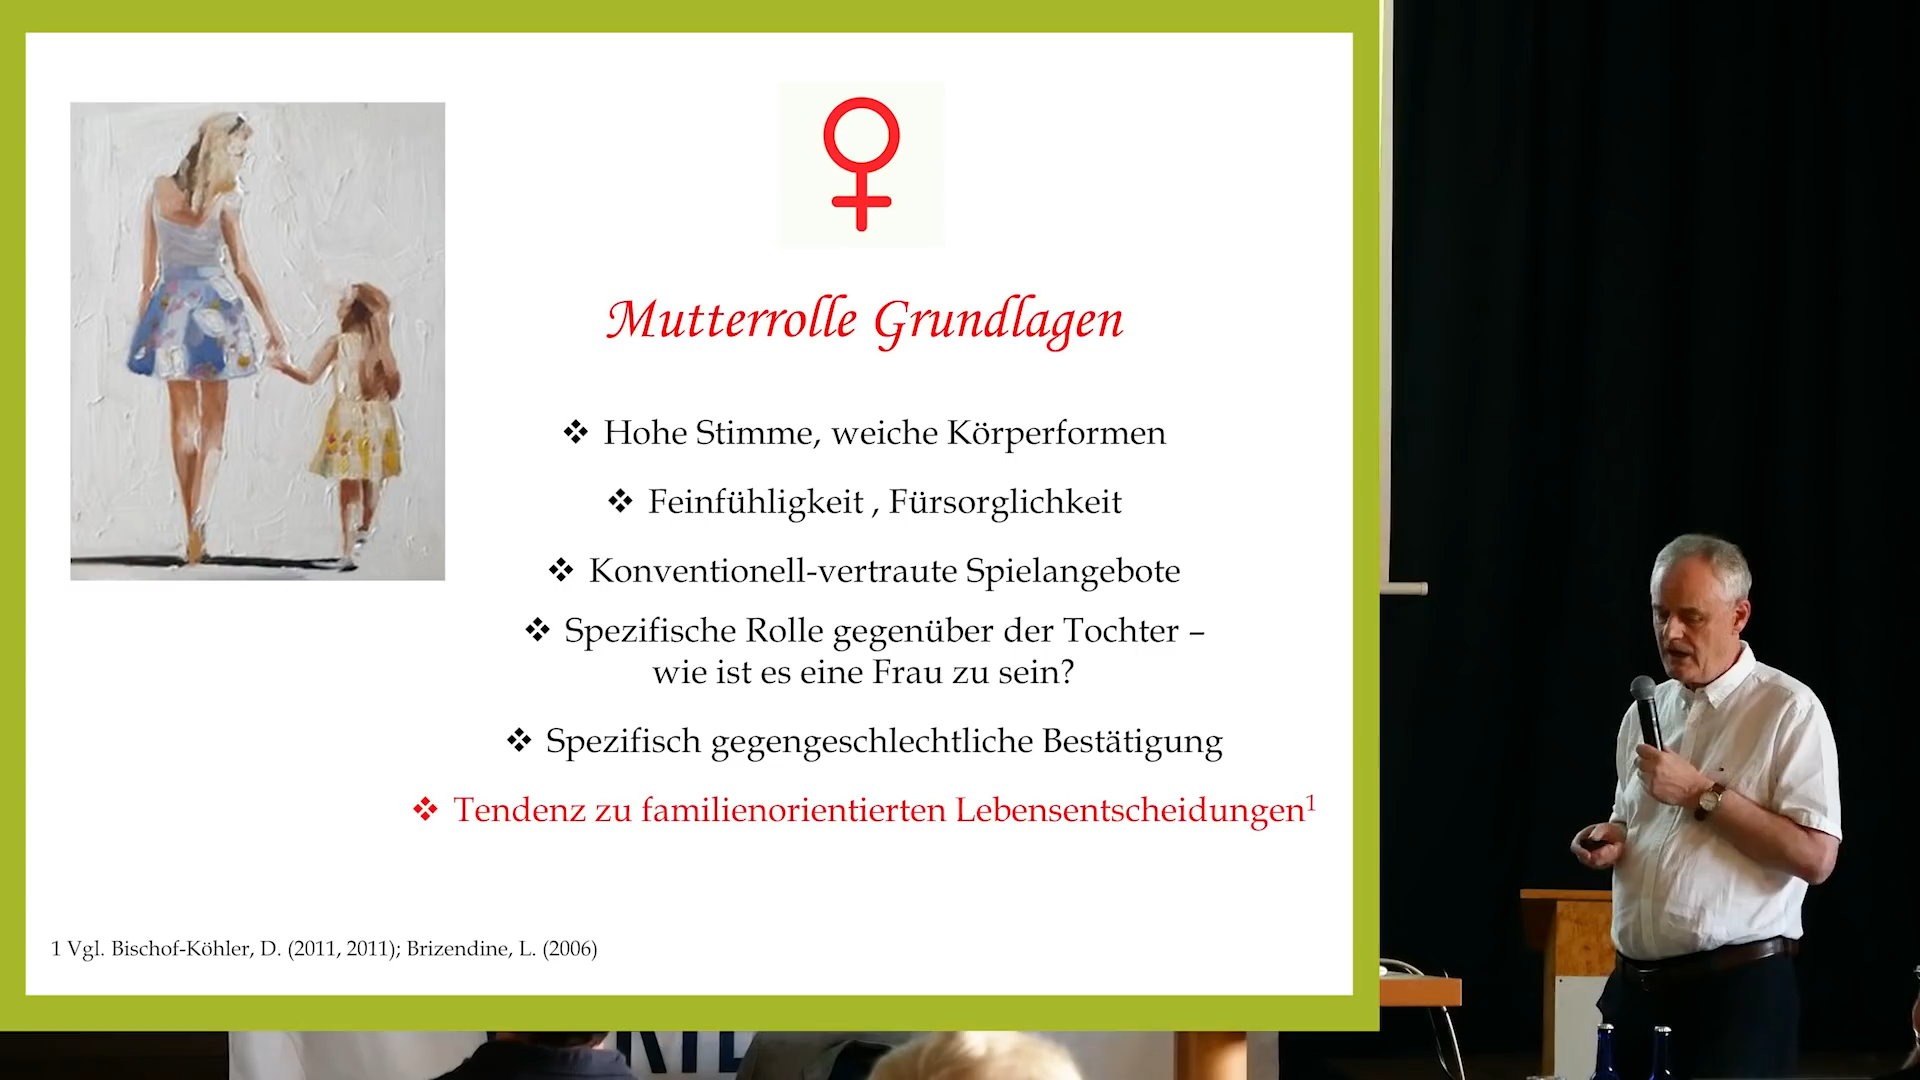 Mutterrolle Grundlagen
❖ Hohe Stimme, weiche Körperformen
❖ Feinfühligkeit , Fürsorglichkeit
❖ Konventionell-vertraute Spielangebote
❖ Spezifische Rolle gegenüber der Tochter –
wie ist es eine Frau zu sein?
❖ Spezifisch gegengeschlechtliche Bestätigung
❖ Tendenz zu familienorientierten Lebensentscheidungen¹
1 Vgl. Bischof-Köhler, D. (2011, 2011); Brizendine, L. (2006)